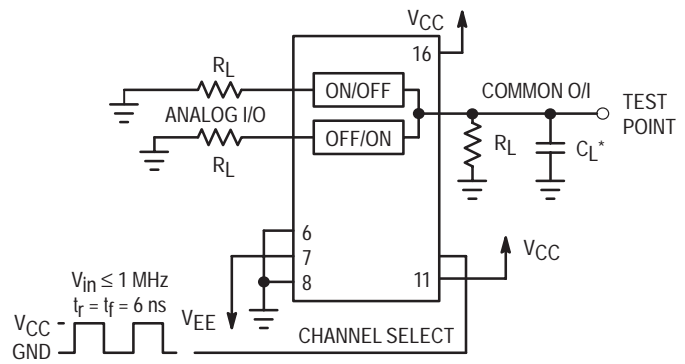 VCC
16
RL
ON/OFF
COMMON O/I
ANALOG I/O
TEST
POINT
OFF/ON
RL
RL
CL*
6
7
8
11
VCC
Vin ≤ 1 MHz
tr = tf = 6 ns
VEE
VCC
GND
CHANNEL SELECT